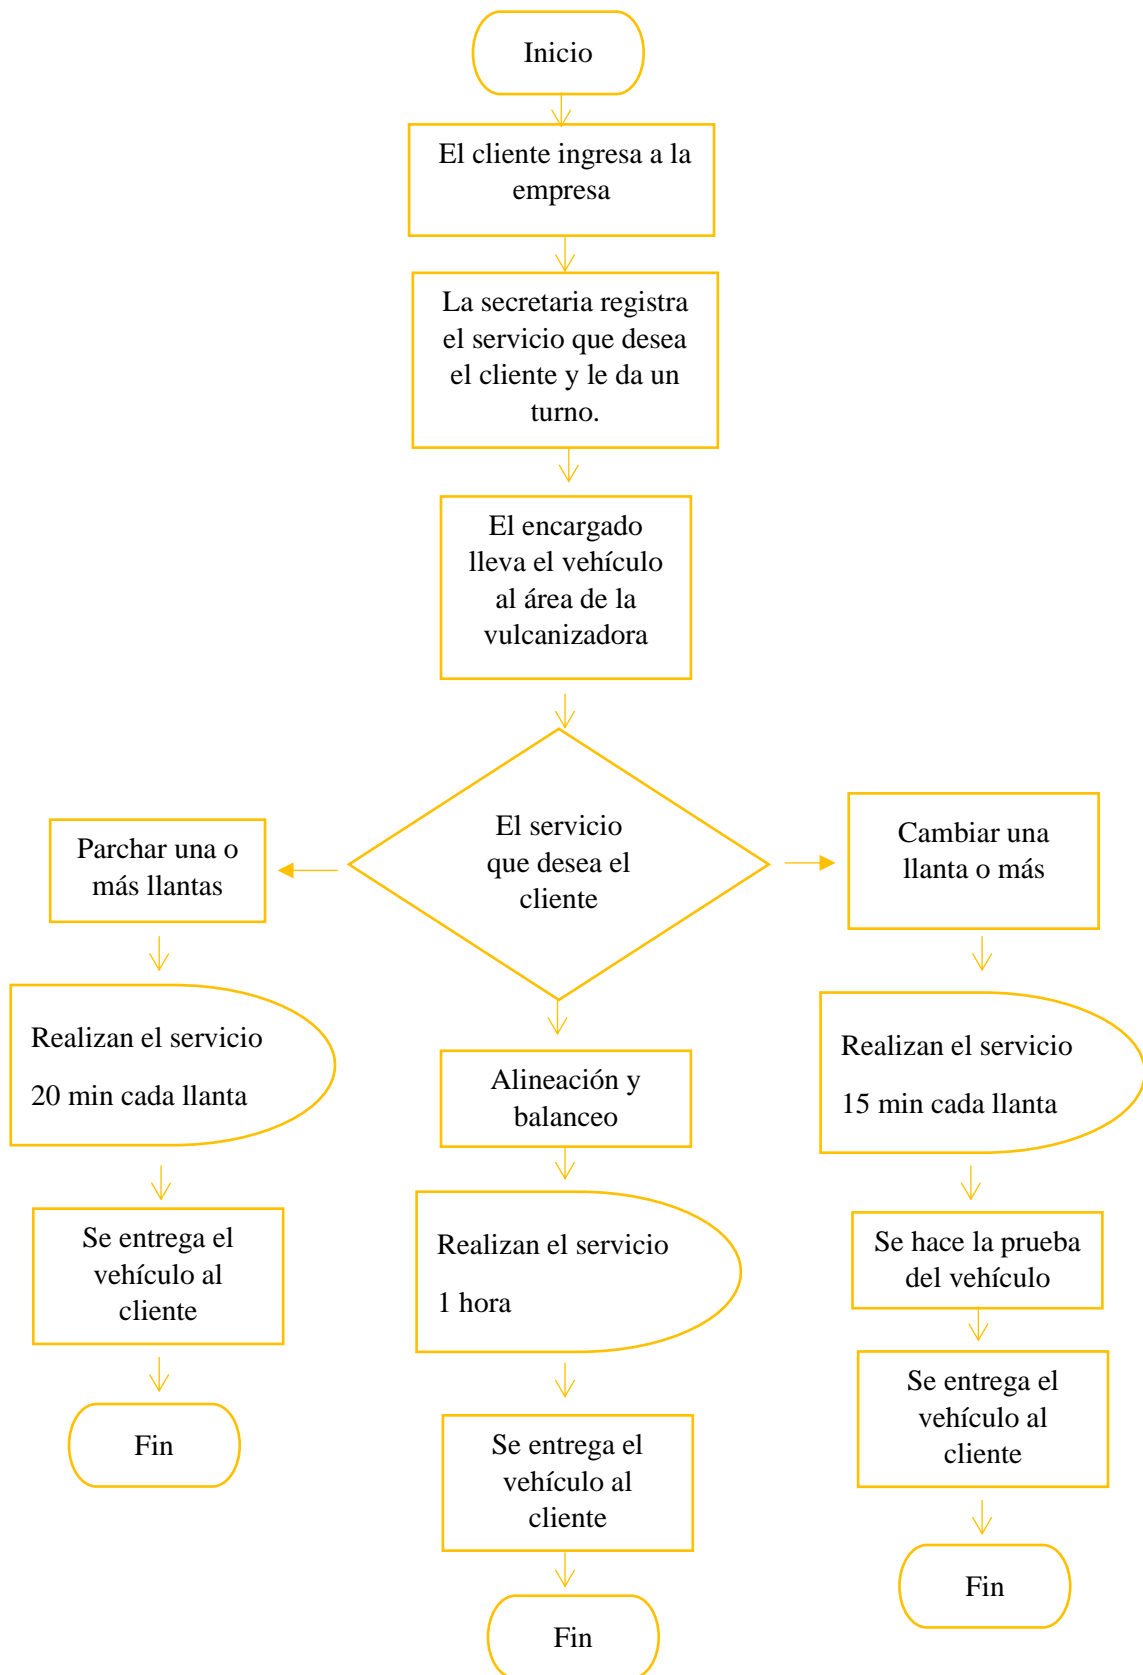 Inicio
El cliente ingresa a la
empresa
La secretaria registra
el servicio que desea
el cliente y le da un
turno.
El encargado
lleva el vehículo
al área de la
vulcanizadora
El servicio
que desea el
cliente
Parchar una o
más llantas
Realizan el servicio
20 min cada llanta
Se entrega el
vehículo al
cliente
Fin
Alineación y
balanceo
Realizan el servicio
1 hora
Se entrega el
vehículo al
cliente
Fin
Cambiar una
llanta o más
Realizan el servicio
15 min cada llanta
Se hace la prueba
del vehículo
Se entrega el
vehículo al
cliente
Fin